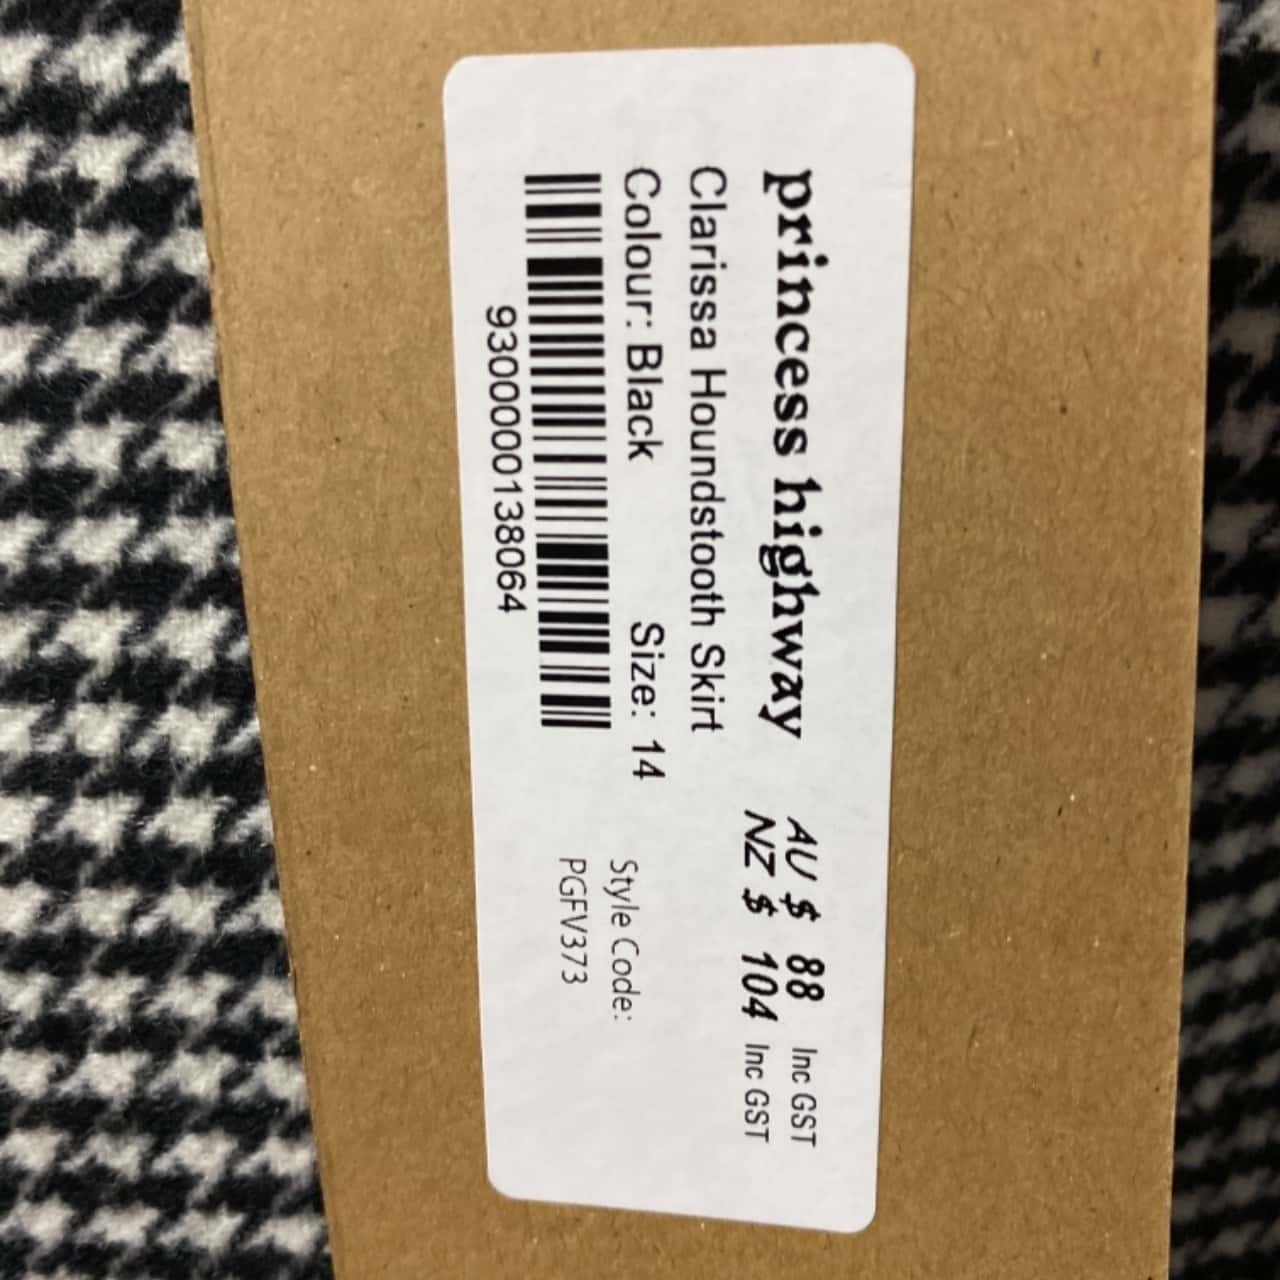 princess highway
AU $ 88 Inc GST
NZ $ 104 Inc GST
Clarissa Houndstooth Skirt
Colour: Black Size: 14
Style Code:
PGFV373
9300000138064